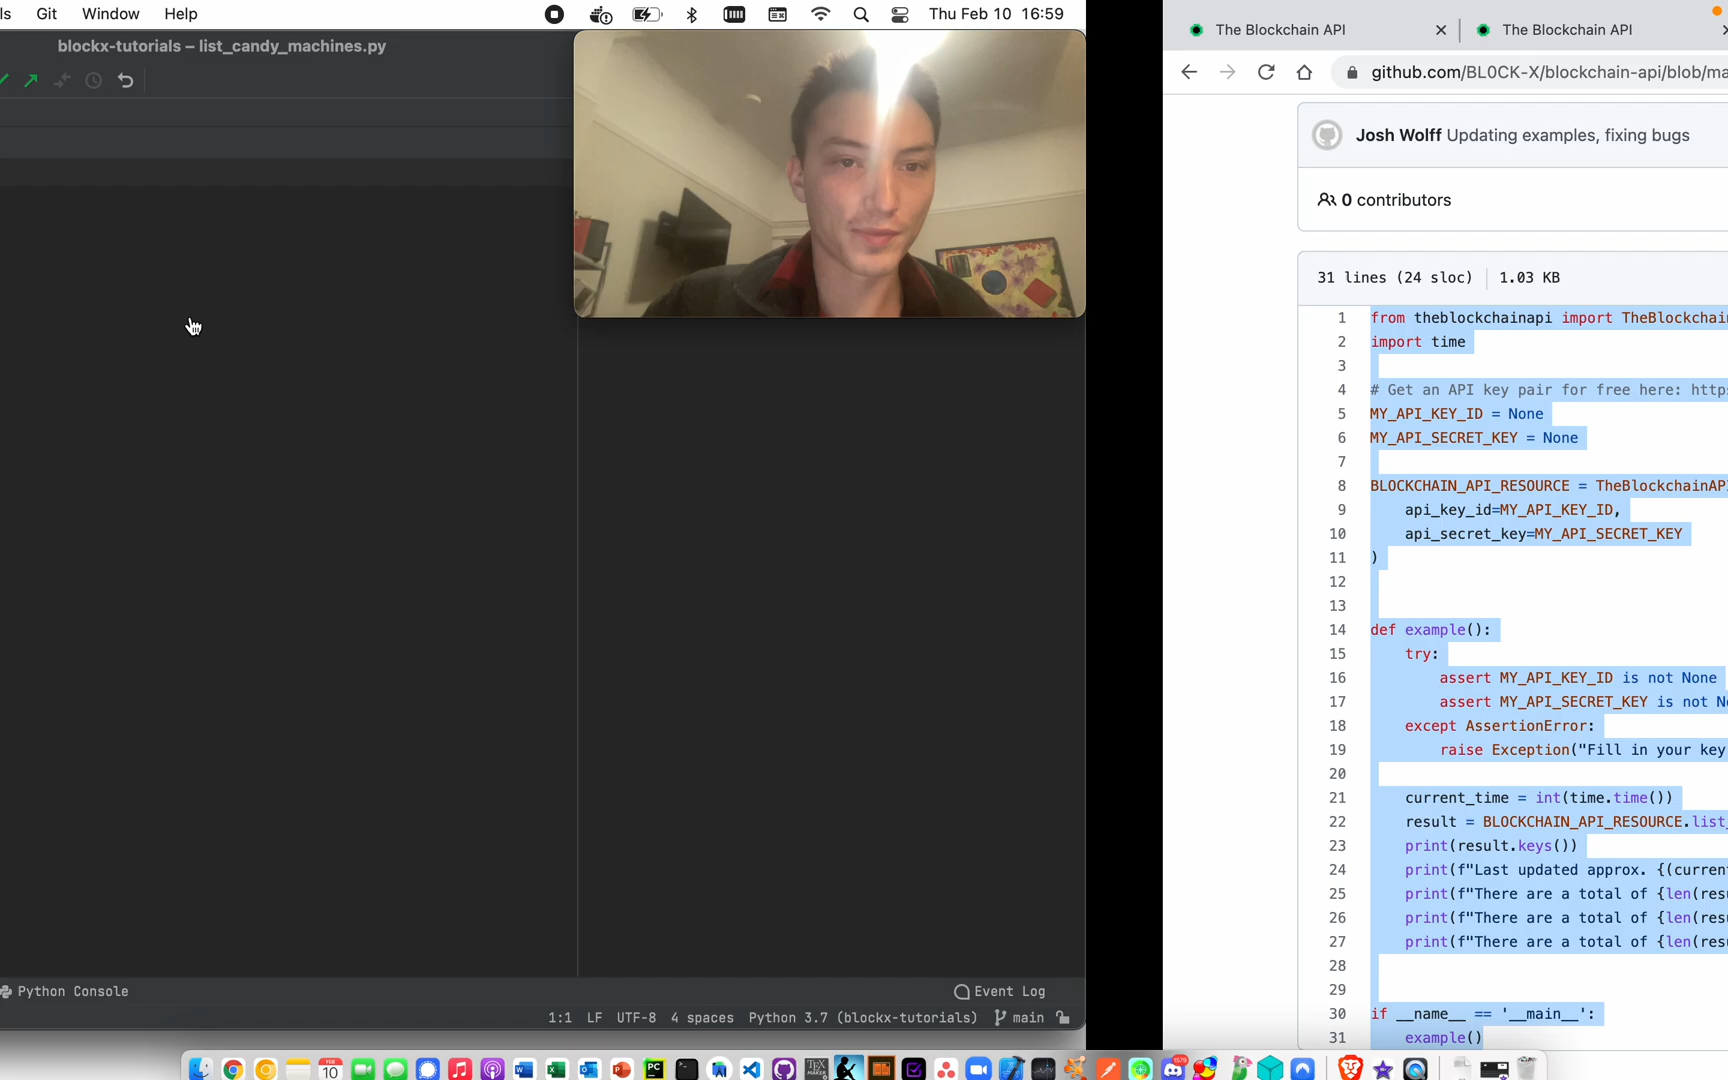 ls Git Window Help Thu Feb 10 16:59
blockx-tutorials – list_candy_machines.py
The Blockchain API
The Blockchain API
github.com/BL0CK-X/blockchain-api/blob/ma
Josh Wolff Updating examples, fixing bugs
0 contributors
31 lines (24 sloc) 1.03 KB
1 from theblockchainapi import TheBlockchain
2 import time
3
4 # Get an API key pair for free here: http
5 MY_API_KEY_ID = None
6 MY_API_SECRET_KEY = None
7
8 BLOCKCHAIN_API_RESOURCE = TheBlockchainAP
9 api_key_id=MY_API_KEY_ID,
10 api_secret_key=MY_API_SECRET_KEY
11 )
12
13
14 def example():
15 try:
16 assert MY_API_KEY_ID is not None
17 assert MY_API_SECRET_KEY is not N
18 except AssertionError:
19 raise Exception("Fill in your key
20
21 current_time = int(time.time())
22 result = BLOCKCHAIN_API_RESOURCE.list_
23 print(result.keys())
24 print(f"Last updated approx. {(curren
25 print(f"There are a total of {len(res
26 print(f"There are a total of {len(res
27 print(f"There are a total of {len(res
28
29
30 if __name__ == '__main__':
31 example()
Python Console
Event Log
1:1 LF UTF-8 4 spaces Python 3.7 (blockx-tutorials) main
FEB
10
PC
TEX
1579